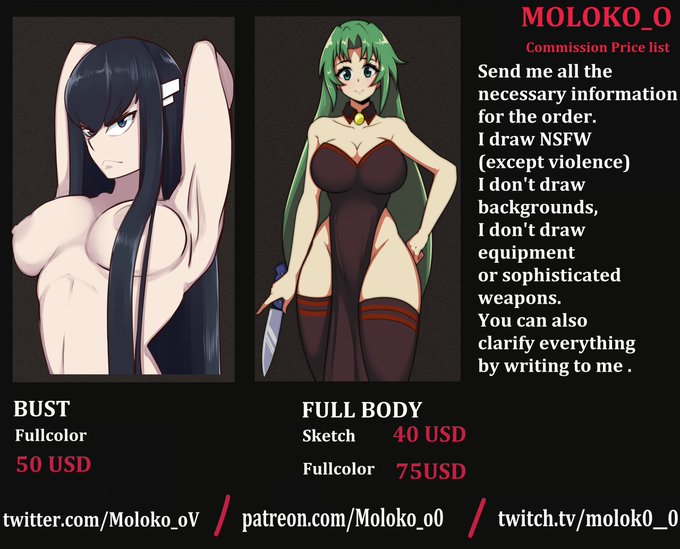 MOLOKO_O
Commission Price list
Send me all the
necessary information
for the order.
I draw NSFW
(except violence)
I don't draw
backgrounds,
I don't draw
equipment
or sophisticated
weapons.
You can also
clarify everything
by writing to me .
BUST
Fullcolor
50 USD
FULL BODY
Sketch 40 USD
Fullcolor 75USD
twitter.com/Moloko_oV / patreon.com/Moloko_o0 / twitch.tv/molok0__0